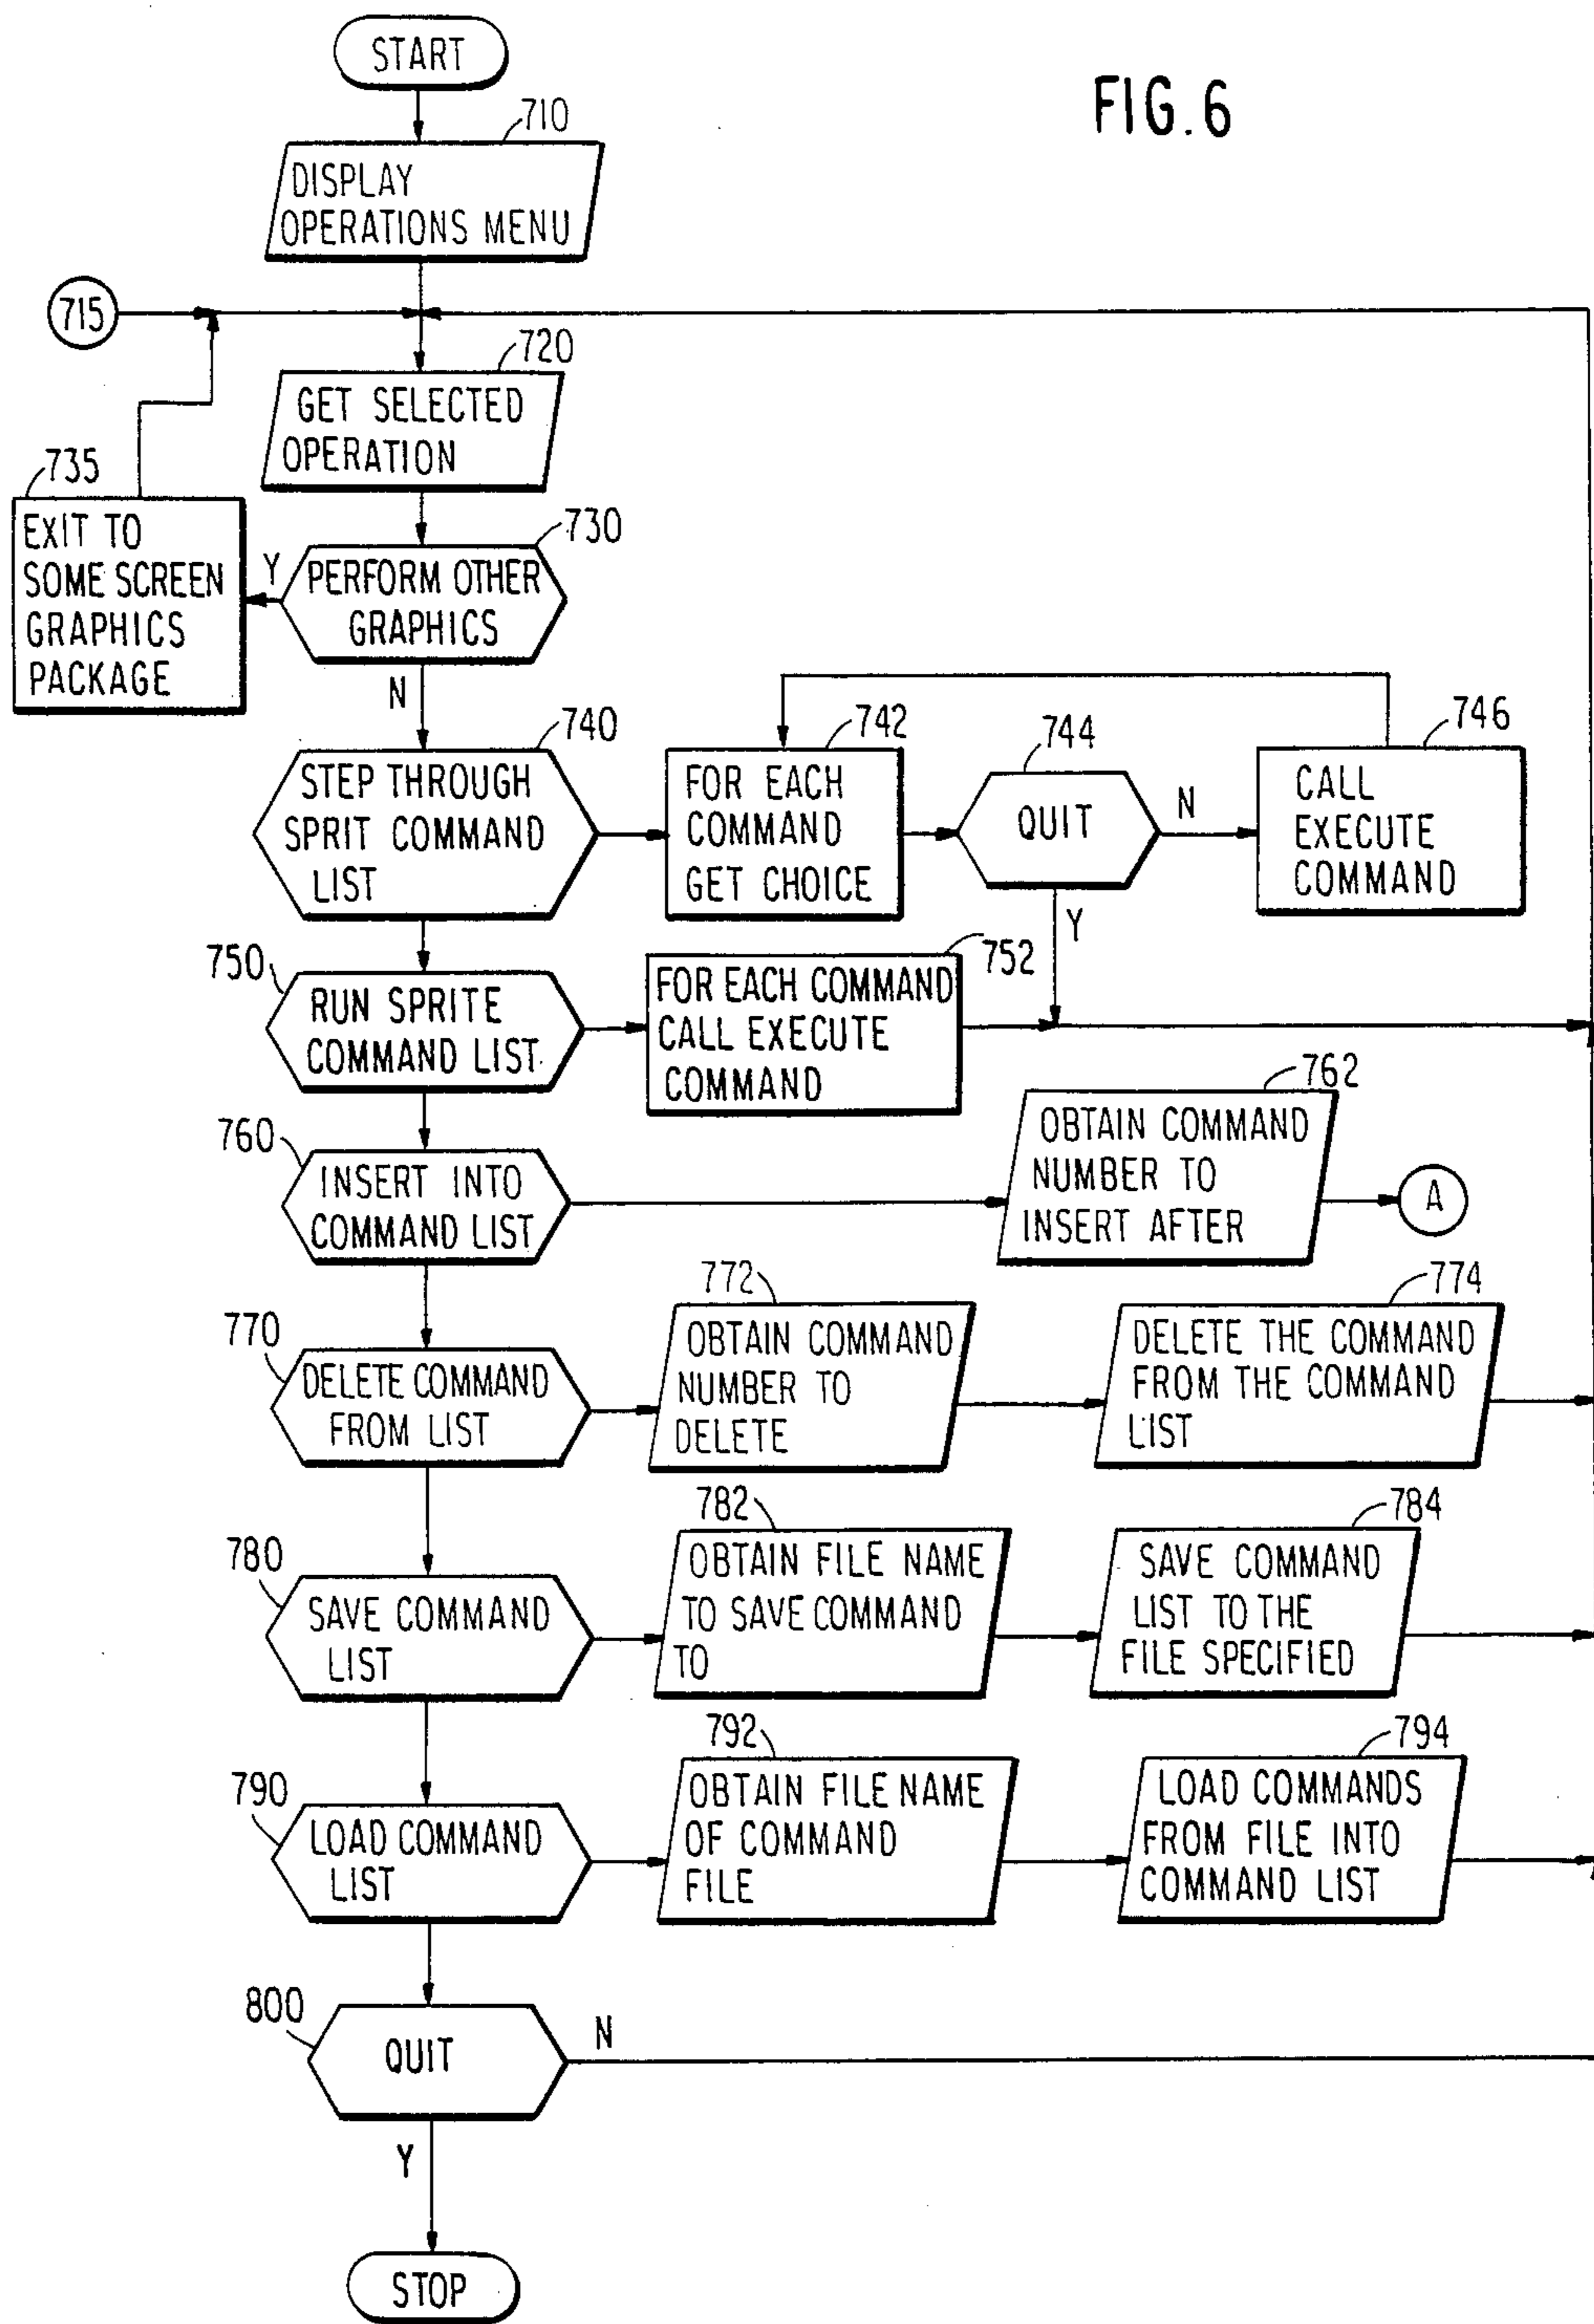 START
FIG. 6
710
DISPLAY
OPERATIONS MENU
715
720
GET SELECTED
OPERATION
735
EXIT TO
SOME SCREEN
GRAPHICS
PACKAGE
Y
730
PERFORM OTHER
GRAPHICS
N
740
STEP THROUGH
SPRIT COMMAND
LIST
742
FOR EACH
COMMAND
GET CHOICE
744
QUIT
N
Y
746
CALL
EXECUTE
COMMAND
750
RUN SPRITE
COMMAND LIST
752
FOR EACH COMMAND
CALL EXECUTE
COMMAND
760
INSERT INTO
COMMAND LIST
762
OBTAIN COMMAND
NUMBER TO
INSERT AFTER
A
770
DELETE COMMAND
FROM LIST
772
OBTAIN COMMAND
NUMBER TO
DELETE
774
DELETE THE COMMAND
FROM THE COMMAND
LIST
780
SAVE COMMAND
LIST
782
OBTAIN FILE NAME
TO SAVE COMMAND
TO
784
SAVE COMMAND
LIST TO THE
FILE SPECIFIED
790
LOAD COMMAND
LIST
792
OBTAIN FILE NAME
OF COMMAND
FILE
794
LOAD COMMANDS
FROM FILE INTO
COMMAND LIST
800
QUIT
N
Y
STOP